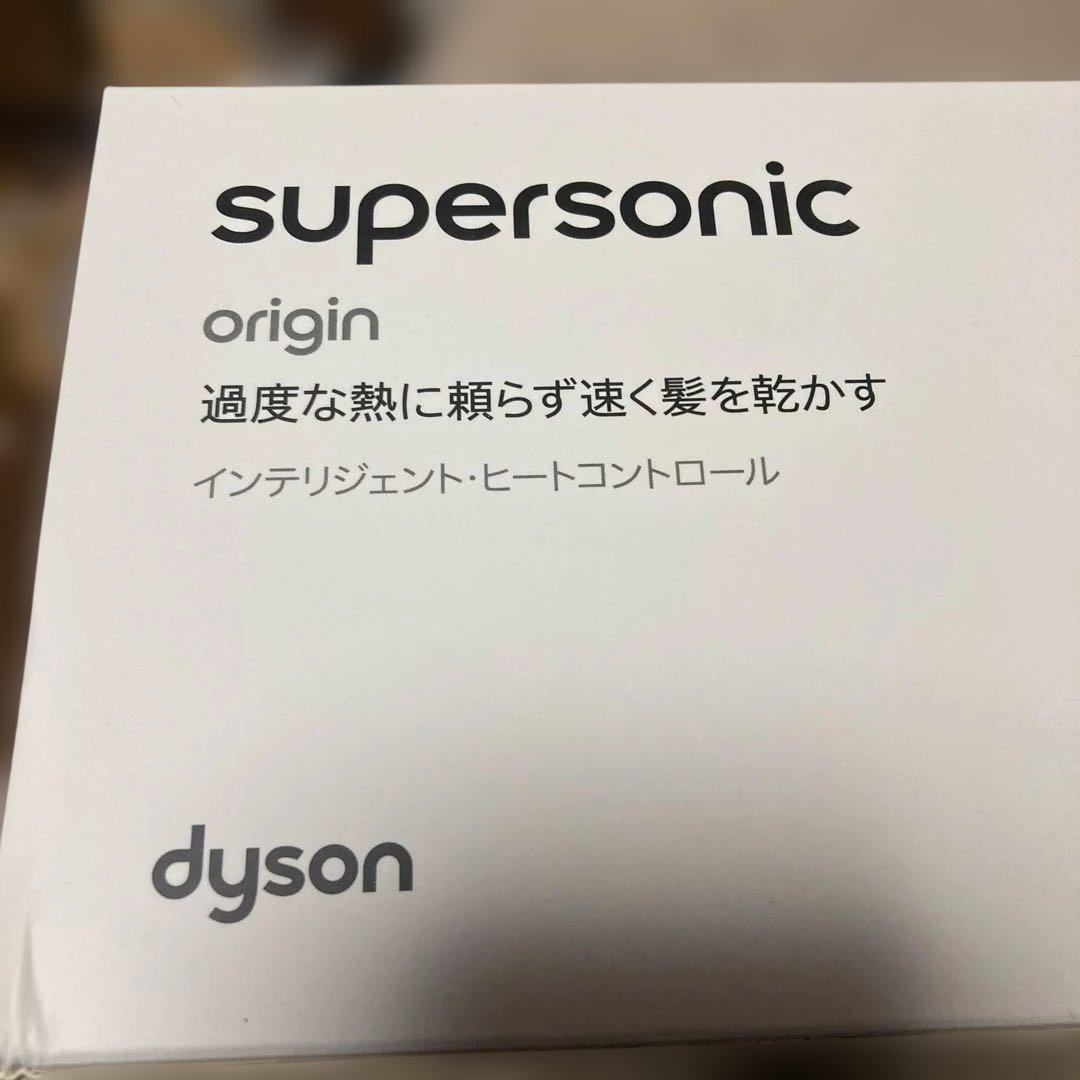 supersonic
origin
過度な熱に頼らず速く髪を乾かす
インテリジェント・ヒートコントロール
dyson